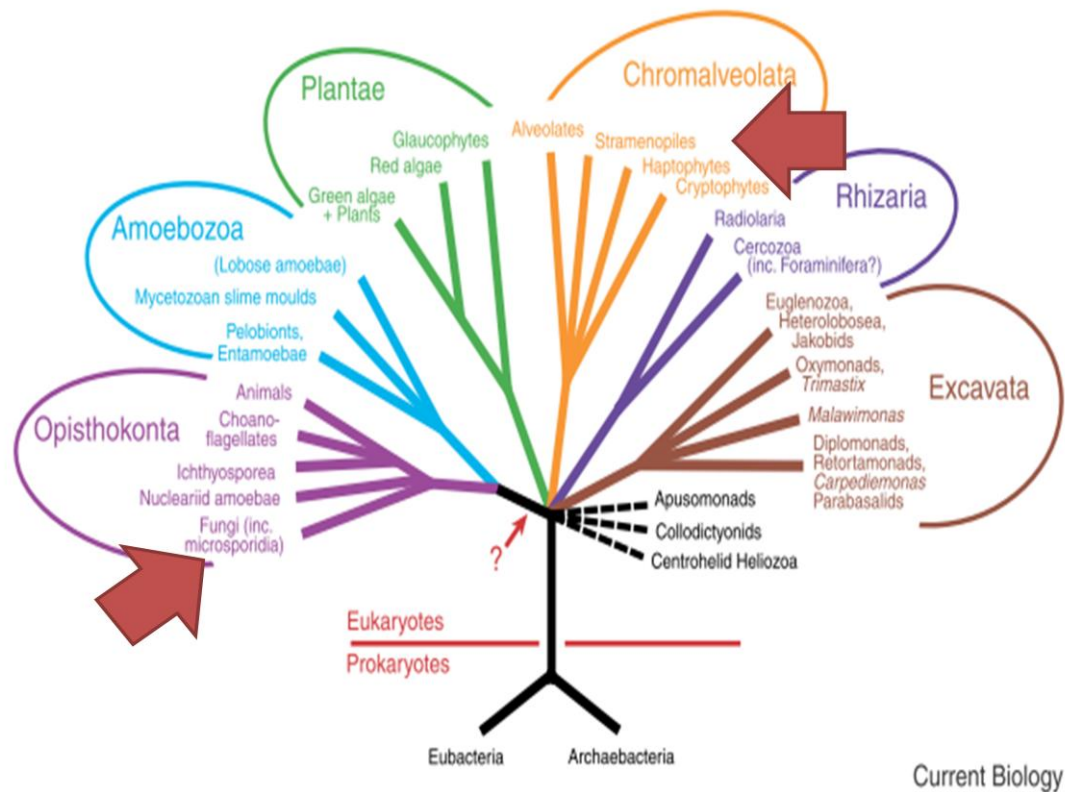 Plantae
Glaucophytes
Red algae
Green algae
+ Plants
Chromalveolata
Alveolates
Stramenopiles
Haptophytes
Cryptophytes
Amoebozoa
(Lobose amoebae)
Mycetozoan slime moulds
Pelobionts,
Entamoebae
Rhizaria
Radiolaria
Cercozoa
(inc. Foraminifera?)
Opisthokonta
Animals
Choano-
flagellates
Ichthyosporea
Nucleariid amoebae
Fungi (inc.
microsporidia)
Excavata
Euglenozoa,
Heterolobosea,
Jakobids
Oxymonads,
Trimastix
Malawimonas
Diplomonads,
Retortamonads,
Carpediemonas
Parabasalids
Apusomonads
Collodictyonids
Centrohelid Heliozoa
?
Eukaryotes
Prokaryotes
Eubacteria
Archaebacteria
Current Biology